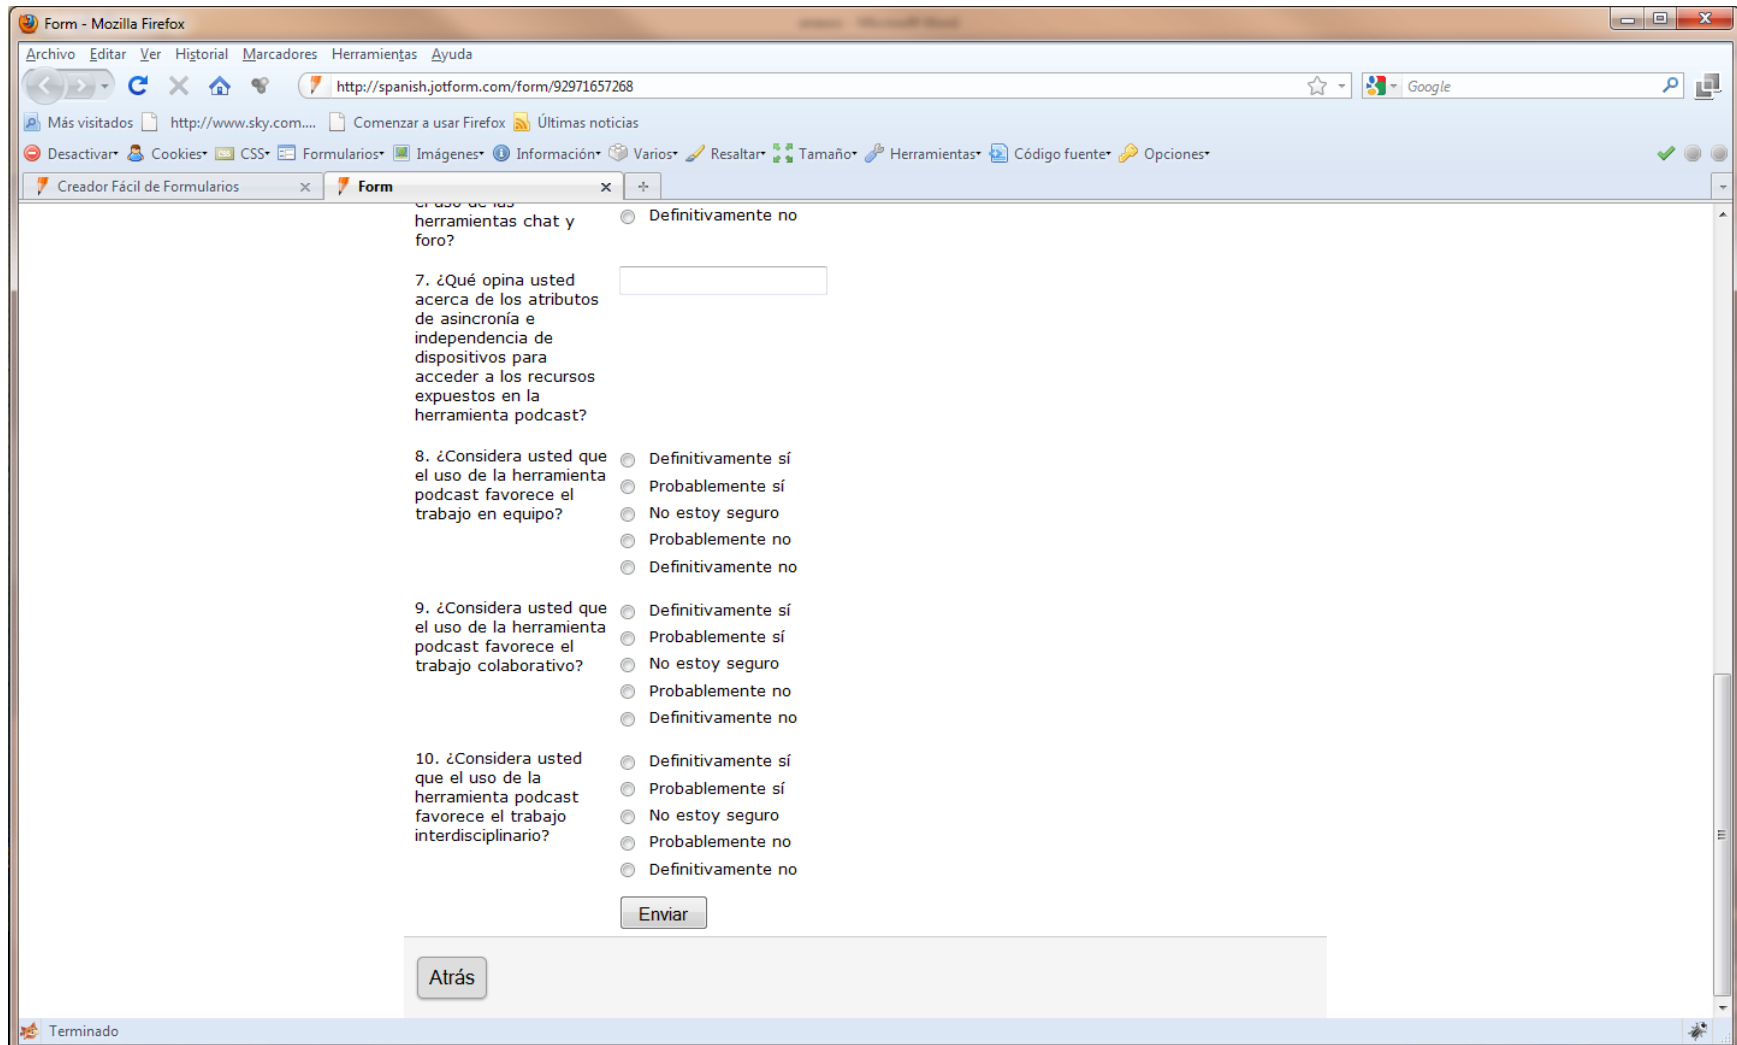 Form - Mozilla Firefox
Archivo Editar Ver Historial Marcadores Herramientas Ayuda
http://spanish.jotform.com/form/92971657268
Google
Más visitados http://www.sky.com.... Comenzar a usar Firefox Últimas noticias
Desactivar Cookies CSS Formularios Imágenes Información Varios Resaltar Tamaño Herramientas Código fuente Opciones
Creador Fácil de Formularios Form
el uso de las
herramientas chat y
foro?
Definitivamente no
7. ¿Qué opina usted
acerca de los atributos
de asincronía e
independencia de
dispositivos para
acceder a los recursos
expuestos en la
herramienta podcast?
8. ¿Considera usted que
el uso de la herramienta
podcast favorece el
trabajo en equipo?
Definitivamente sí
Probablemente sí
No estoy seguro
Probablemente no
Definitivamente no
9. ¿Considera usted que
el uso de la herramienta
podcast favorece el
trabajo colaborativo?
Definitivamente sí
Probablemente sí
No estoy seguro
Probablemente no
Definitivamente no
10. ¿Considera usted
que el uso de la
herramienta podcast
favorece el trabajo
interdisciplinario?
Definitivamente sí
Probablemente sí
No estoy seguro
Probablemente no
Definitivamente no
Enviar
Atrás
Terminado